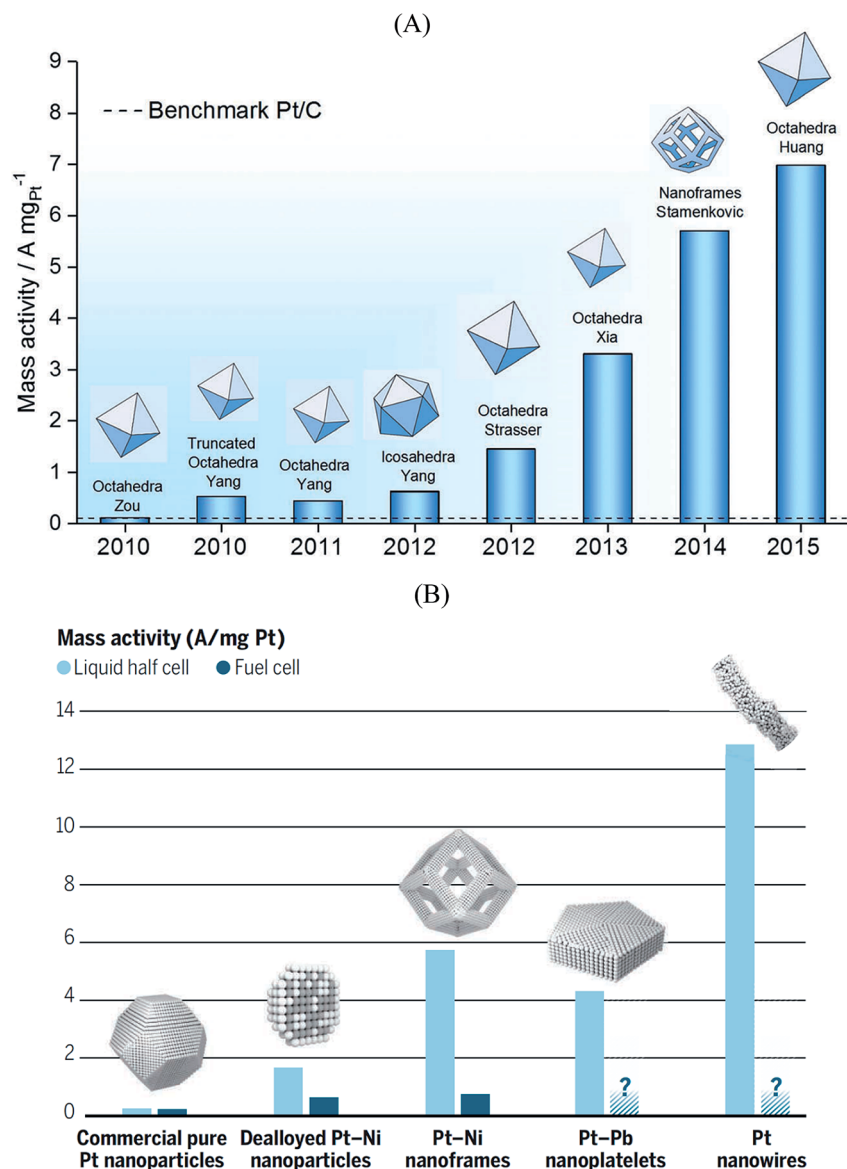 (A)
Mass activity / A mgPt-1
9
8
7
6
5
4
3
2
1
0
--- Benchmark Pt/C
Octahedra
Zou
Truncated
Octahedra
Yang
Octahedra
Yang
Icosahedra
Yang
Octahedra
Strasser
Octahedra
Xia
Nanoframes
Stamenkovic
Octahedra
Huang
2010 2010 2011 2012 2012 2013 2014 2015
(B)
Mass activity (A/mg Pt)
Liquid half cell Fuel cell
14
12
10
8
6
4
2
0
? ?
Commercial pure
Pt nanoparticles
Dealloyed Pt–Ni
nanoparticles
Pt–Ni
nanoframes
Pt–Pb
nanoplatelets
Pt
nanowires